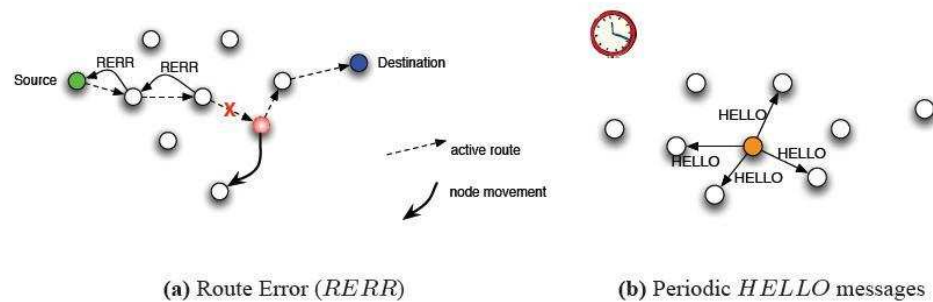 RERR
RERR
Source
Destination
active route
node movement
(a) Route Error (RERR)
HELLO
HELLO
HELLO
HELLO
(b) Periodic HELLO messages